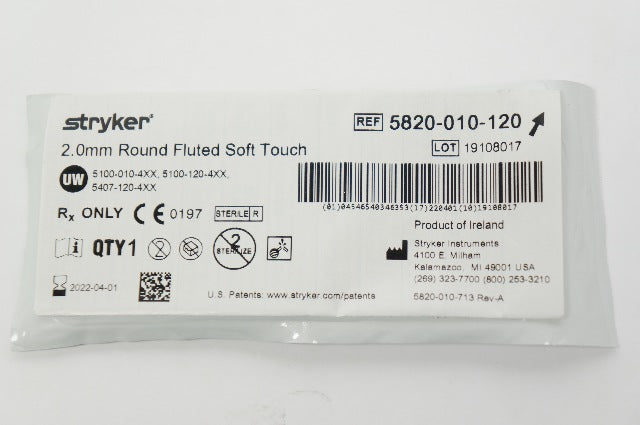 stryker®
REF 5820-010-120
2.0mm Round Fluted Soft Touch
LOT 19108017
UW 5100-010-4XX, 5100-120-4XX,
5407-120-4XX
(01)04546540346353(17)220401(10)19108017
Rx ONLY CE 0197 STERILE R
Product of Ireland
i QTY1 2 STERILIZE
Stryker Instruments
4100 E. Milham
Kalamazoo, MI 49001 USA
(269) 323-7700 (800) 253-3210
2022-04-01
U.S. Patents: www.stryker.com/patents
5820-010-713 Rev-A